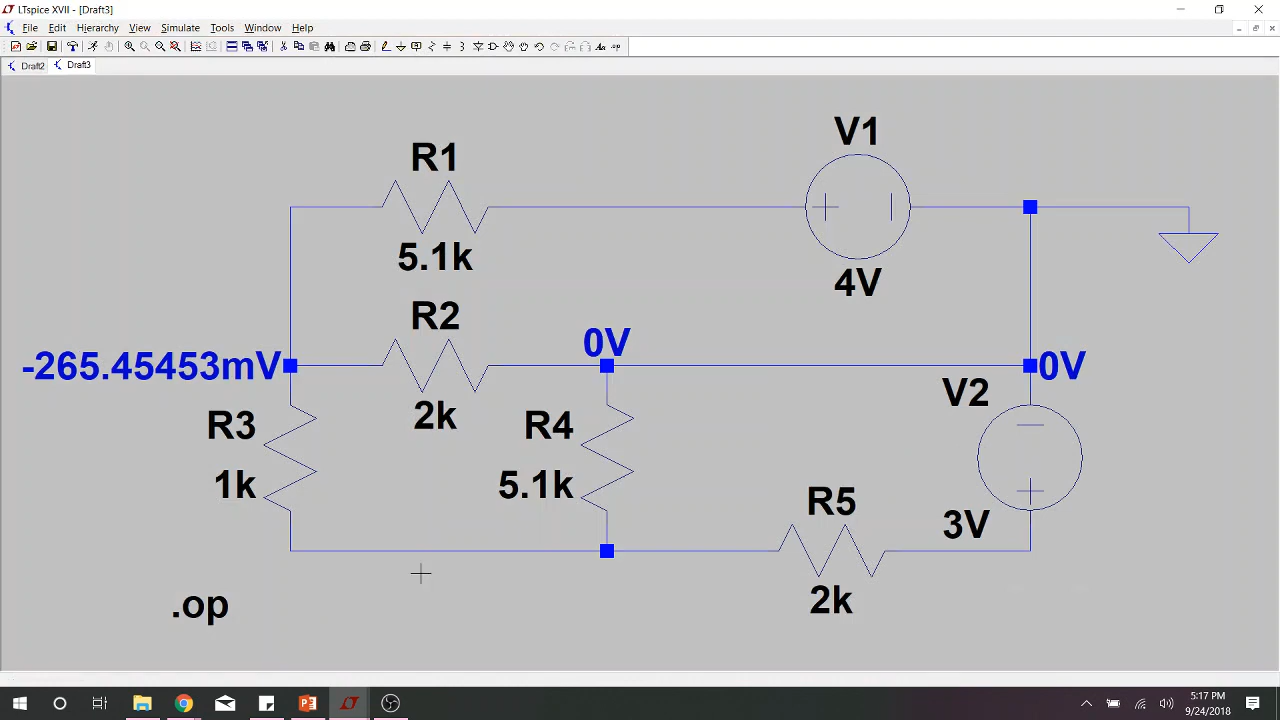 LTspice XVII - [Draft3]
File Edit Hierarchy View Simulate Tools Window Help
Draft2 Draft3
V1
R1
5.1k
4V
R2
0V
-265.45453mV
0V
V2
2k
R3
R4
1k
5.1k
R5
3V
2k
.op
5:17 PM
9/24/2018